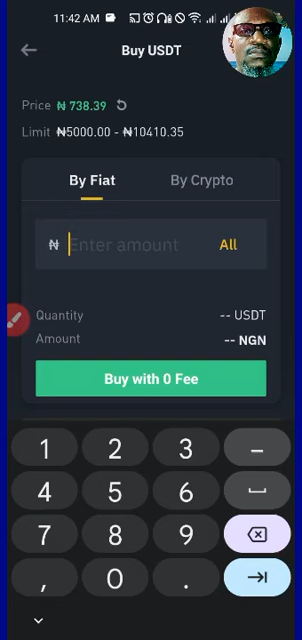 11:42 AM
Buy USDT
Price ₦ 738.39
Limit ₦5000.00 - ₦10410.35
By Fiat By Crypto
₦ Enter amount All
Quantity -- USDT
Amount -- NGN
Buy with 0 Fee
1 2 3 –
4 5 6
7 8 9
, 0 .